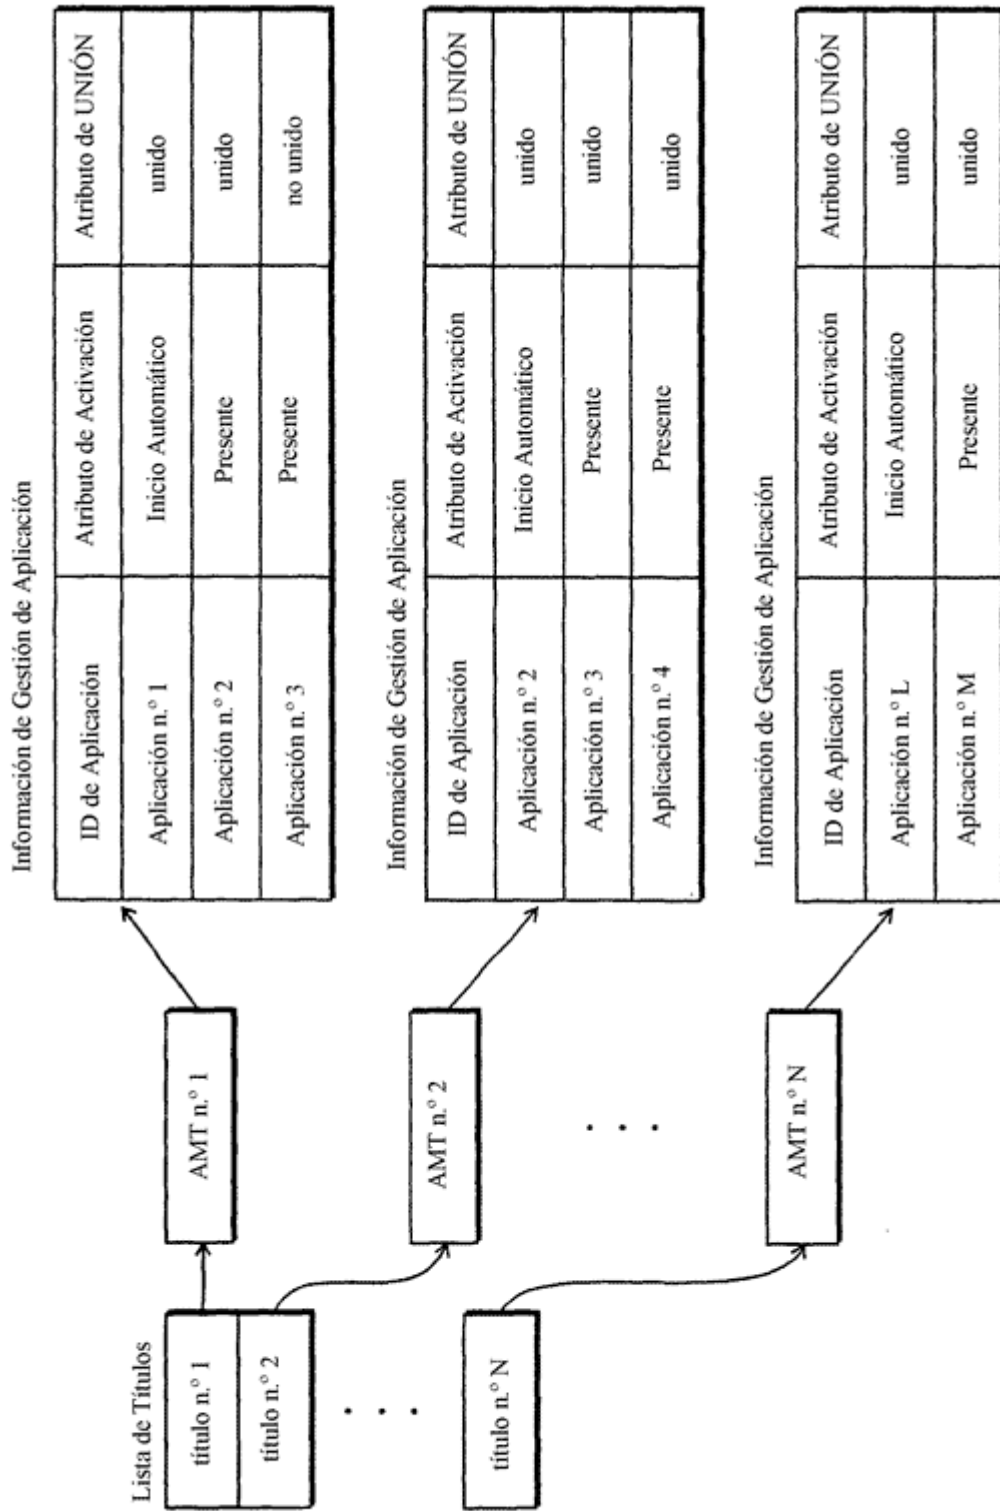 Lista de Títulos
título n.º 1
título n.º 2
título n.º N
AMT n.º 1
AMT n.º 2
AMT n.º N
Información de Gestión de Aplicación
ID de Aplicación Atributo de Activación Atributo de UNIÓN
Aplicación n.º 1 Inicio Automático unido
Aplicación n.º 2 Presente unido
Aplicación n.º 3 Presente no unido
Información de Gestión de Aplicación
ID de Aplicación Atributo de Activación Atributo de UNIÓN
Aplicación n.º 2 Inicio Automático unido
Aplicación n.º 3 Presente unido
Aplicación n.º 4 Presente unido
Información de Gestión de Aplicación
ID de Aplicación Atributo de Activación Atributo de UNIÓN
Aplicación n.º L Inicio Automático unido
Aplicación n.º M Presente unido